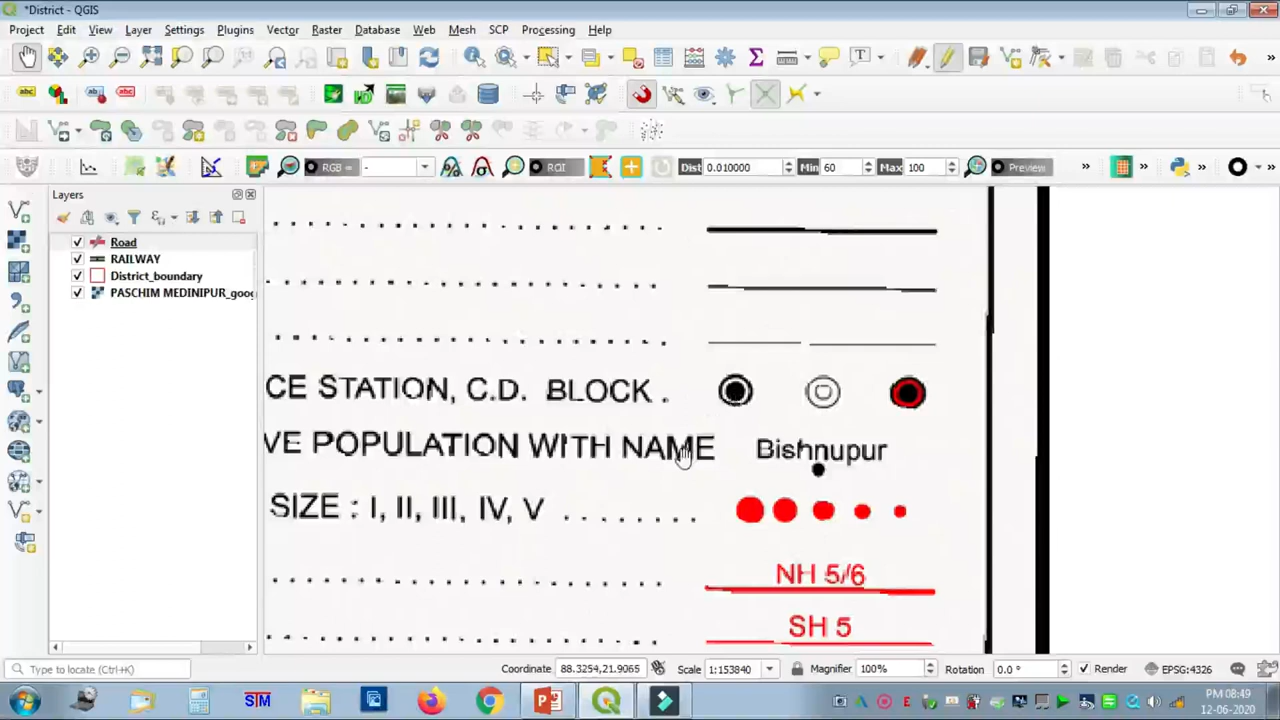 *District - QGIS
Project Edit View Layer Settings Plugins Vector Raster Database Web Mesh SCP Processing Help
RGB = - ROI Dist 0.010000 Min 60 Max 100 Preview
Layers
Road
RAILWAY
District_boundary
PASCHIM MEDINIPUR_goog
CE STATION, C.D. BLOCK .
VE POPULATION WITH NAME Bishnupur
SIZE : I, II, III, IV, V ........
NH 5/6
SH 5
Type to locate (Ctrl+K) Coordinate 88.3254,21.9065 Scale 1:153840 Magnifier 100% Rotation 0.0 ° Render EPSG:4326
STM PM 08:49
12-06-2020